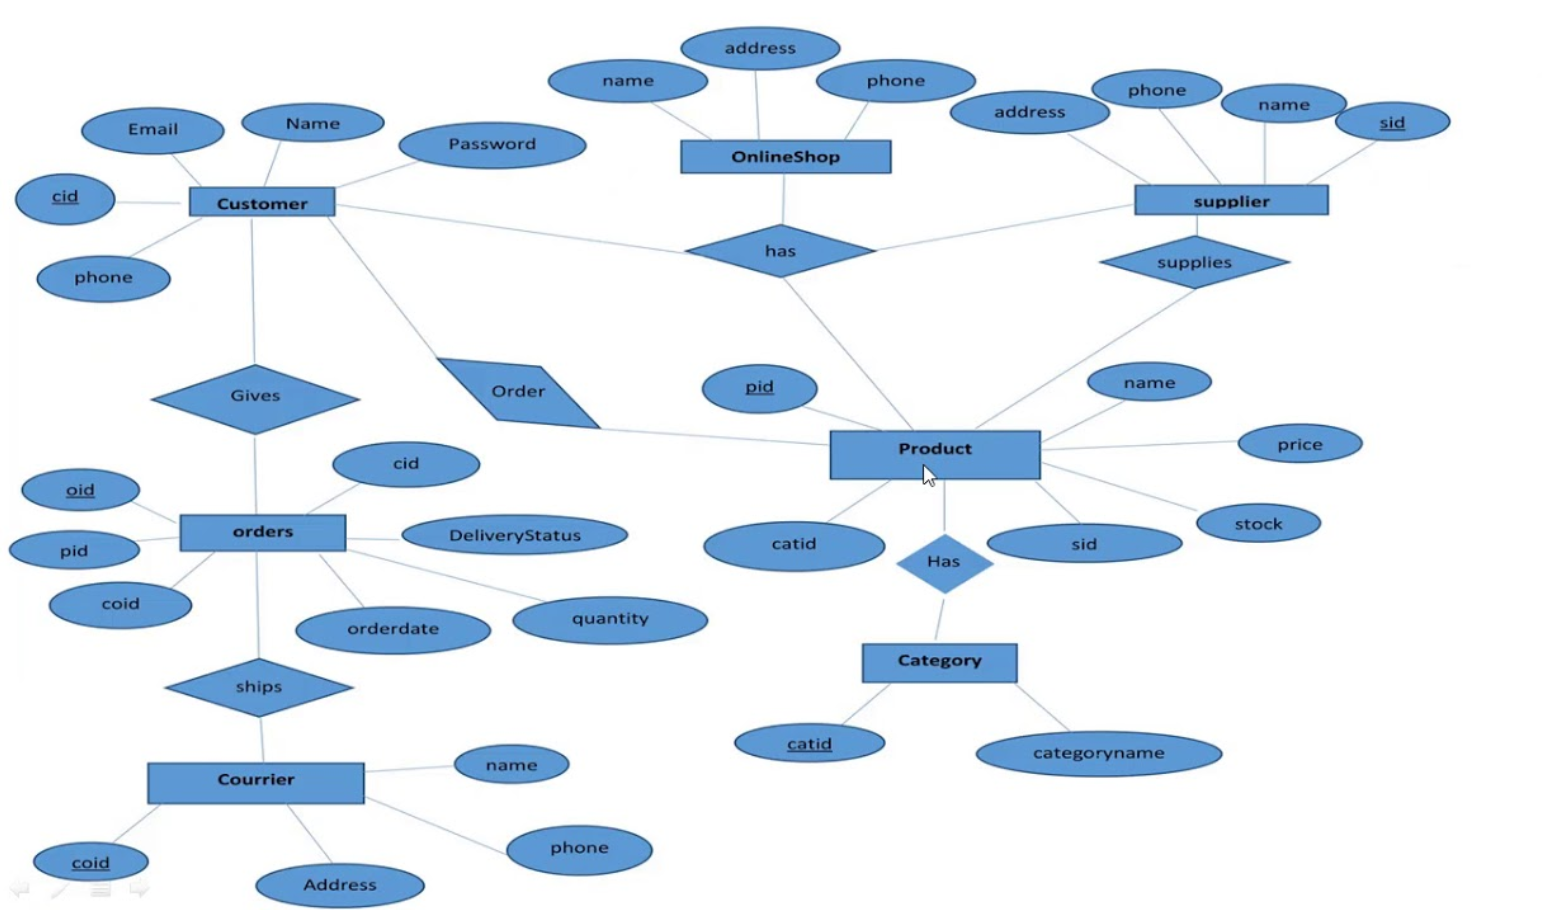 address
name
phone
phone
name
address
sid
Email
Name
Password
OnlineShop
cid
Customer
supplier
has
supplies
phone
Gives
Order
pid
name
Product
price
cid
oid
orders
DeliveryStatus
pid
stock
catid
sid
Has
coid
orderdate
quantity
ships
Category
catid
categoryname
name
Courrier
phone
coid
Address